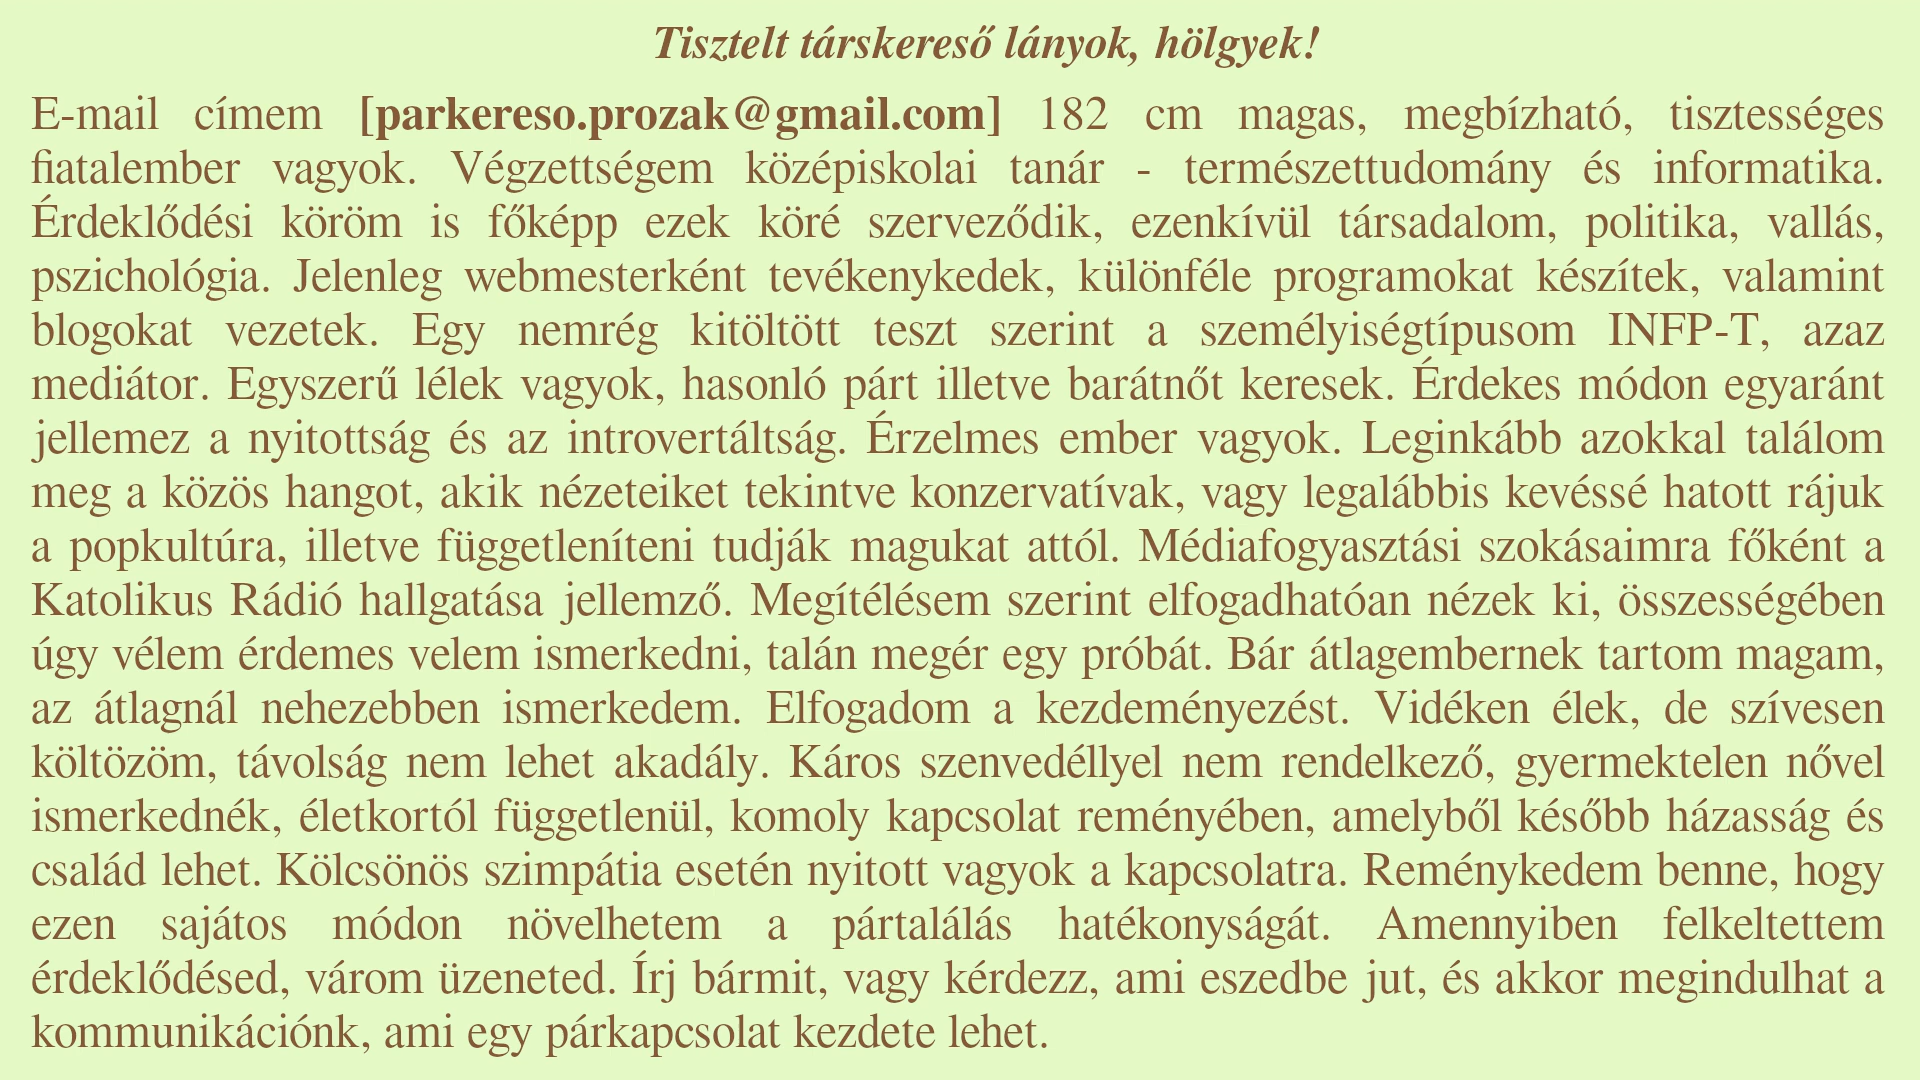 Tisztelt társkereső lányok, hölgyek!
E-mail címem [parkereso.prozak@gmail.com] 182 cm magas, megbízható, tisztességes
fiatalember vagyok. Végzettségem középiskolai tanár - természettudomány és informatika.
Érdeklődési köröm is főképp ezek köré szerveződik, ezenkívül társadalom, politika, vallás,
pszichológia. Jelenleg webmesterként tevékenykedek, különféle programokat készítek, valamint
blogokat vezetek. Egy nemrég kitöltött teszt szerint a személyiségtípusom INFP-T, azaz
mediátor. Egyszerű lélek vagyok, hasonló párt illetve barátnőt keresek. Érdekes módon egyaránt
jellemez a nyitottság és az introvertáltság. Érzelmes ember vagyok. Leginkább azokkal találom
meg a közös hangot, akik nézeteiket tekintve konzervatívak, vagy legalábbis kevéssé hatott rájuk
a popkultúra, illetve függetleníteni tudják magukat attól. Médiafogyasztási szokásaimra főként a
Katolikus Rádió hallgatása jellemző. Megítélésem szerint elfogadhatóan nézek ki, összességében
úgy vélem érdemes velem ismerkedni, talán megér egy próbát. Bár átlagembernek tartom magam,
az átlagnál nehezebben ismerkedem. Elfogadom a kezdeményezést. Vidéken élek, de szívesen
költözöm, távolság nem lehet akadály. Káros szenvedéllyel nem rendelkező, gyermektelen nővel
ismerkednék, életkortól függetlenül, komoly kapcsolat reményében, amelyből később házasság és
család lehet. Kölcsönös szimpátia esetén nyitott vagyok a kapcsolatra. Reménykedem benne, hogy
ezen sajátos módon növelhetem a pártalálás hatékonyságát. Amennyiben felkeltettem
érdeklődésed, várom üzeneted. Írj bármit, vagy kérdezz, ami eszedbe jut, és akkor megindulhat a
kommunikációnk, ami egy párkapcsolat kezdete lehet.